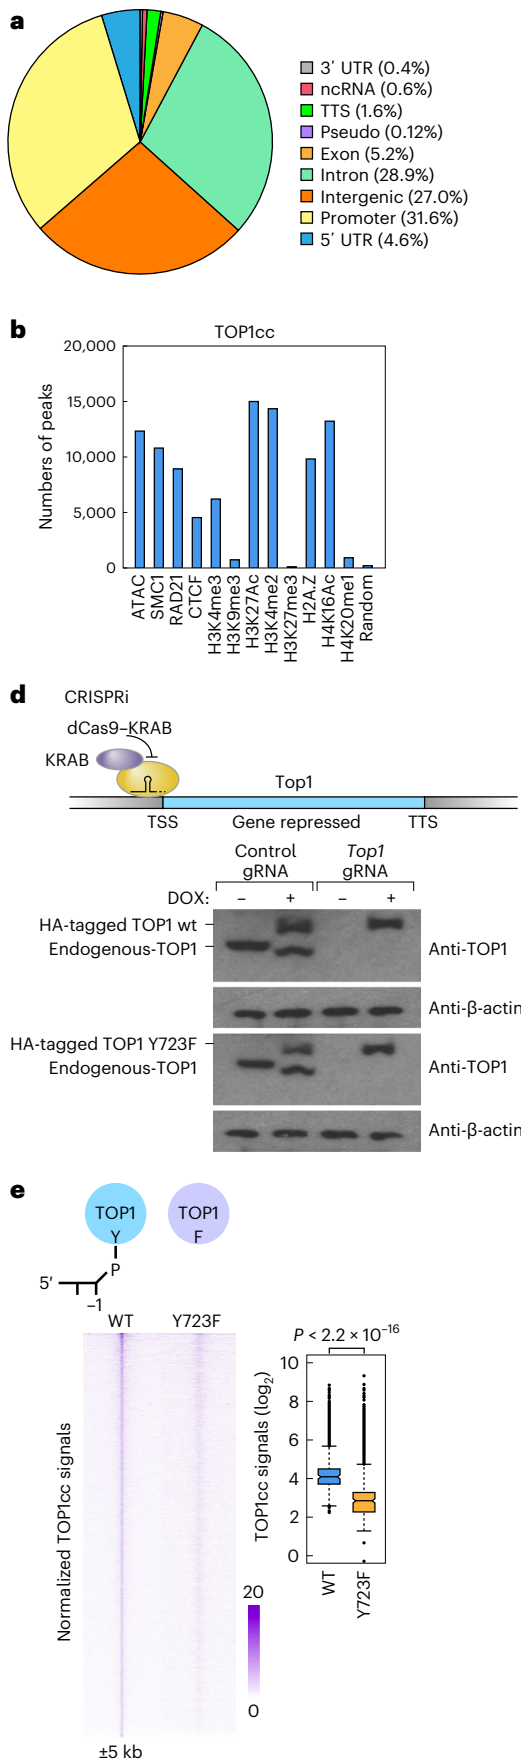 a
3′ UTR (0.4%)
ncRNA (0.6%)
TTS (1.6%)
Pseudo (0.12%)
Exon (5.2%)
Intron (28.9%)
Intergenic (27.0%)
Promoter (31.6%)
5′ UTR (4.6%)
b
TOP1cc
Numbers of peaks
20,000
15,000
10,000
5,000
0
ATAC
SMC1
RAD21
CTCF
H3K4me3
H3K9me3
H3K27Ac
H3K4me2
H3K27me3
H2A.Z
H4K16Ac
H4K20me1
Random
d
CRISPRi
dCas9–KRAB
KRAB
Top1
TSS Gene repressed TTS
Control gRNA
Top1 gRNA
DOX: – + – +
HA-tagged TOP1 wt
Endogenous-TOP1 Anti-TOP1
Anti-β-actin
HA-tagged TOP1 Y723F
Endogenous-TOP1 Anti-TOP1
Anti-β-actin
e
TOP1 TOP1
Y F
P
5′
–1
WT Y723F
Normalized TOP1cc signals
±5 kb
20
0
P < 2.2 × 10⁻¹⁶
TOP1cc signals (log₂)
10
8
6
4
2
0
WT
Y723F